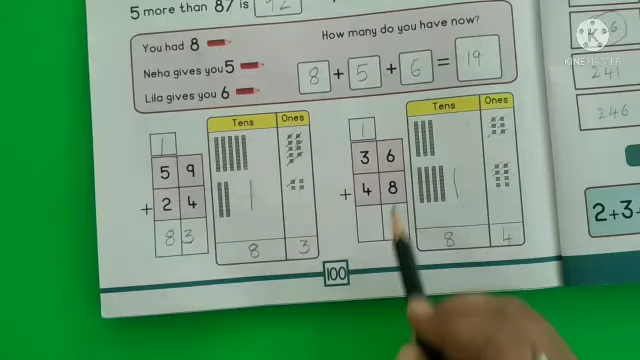 5 more than 87 is 92
You had 8
How many do you have now?
Neha gives you 5
8 + 5 + 6 = 19
Lila gives you 6
1
5 9
+ 2 4
8 3
Tens Ones
8 3
1
3 6
+ 4 8
Tens Ones
8 4
100
6
KINEMASTER
241
246
2+3+